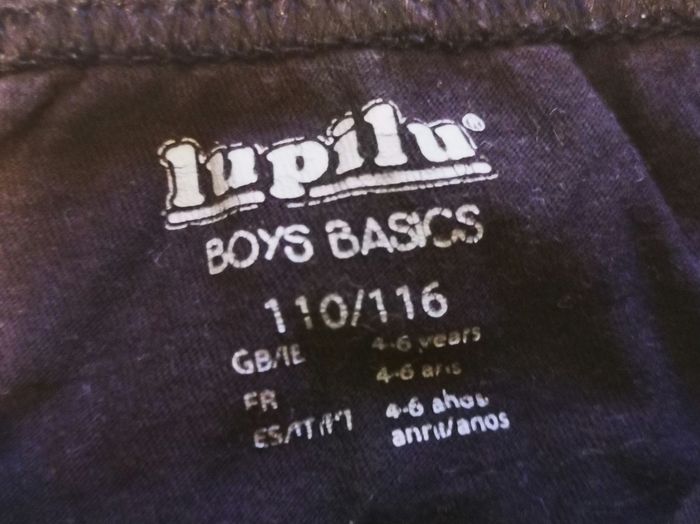 lupilu®
BOYS BASICS
110/116
GB/IE 4-6 years
FR 4-6 ans
ES/IT/PT 4-6 años
anni/anos